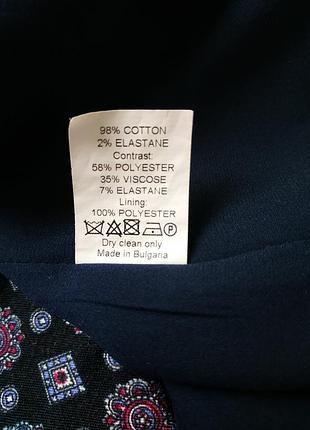 98% COTTON
2% ELASTANE
Contrast:
58% POLYESTER
35% VISCOSE
7% ELASTANE
Lining:
100% POLYESTER
P
Dry clean only
Made in Bulgaria